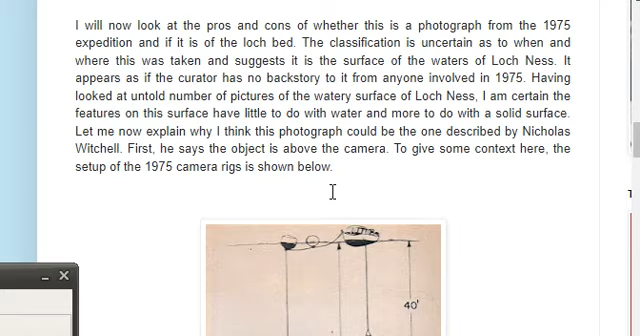 I will now look at the pros and cons of whether this is a photograph from the 1975
expedition and if it is of the loch bed. The classification is uncertain as to when and
where this was taken and suggests it is the surface of the waters of Loch Ness. It
appears as if the curator has no backstory to it from anyone involved in 1975. Having
looked at untold number of pictures of the watery surface of Loch Ness, I am certain the
features on this surface have little to do with water and more to do with a solid surface.
Let me now explain why I think this photograph could be the one described by Nicholas
Witchell. First, he says the object is above the camera. To give some context here, the
setup of the 1975 camera rigs is shown below.
40'